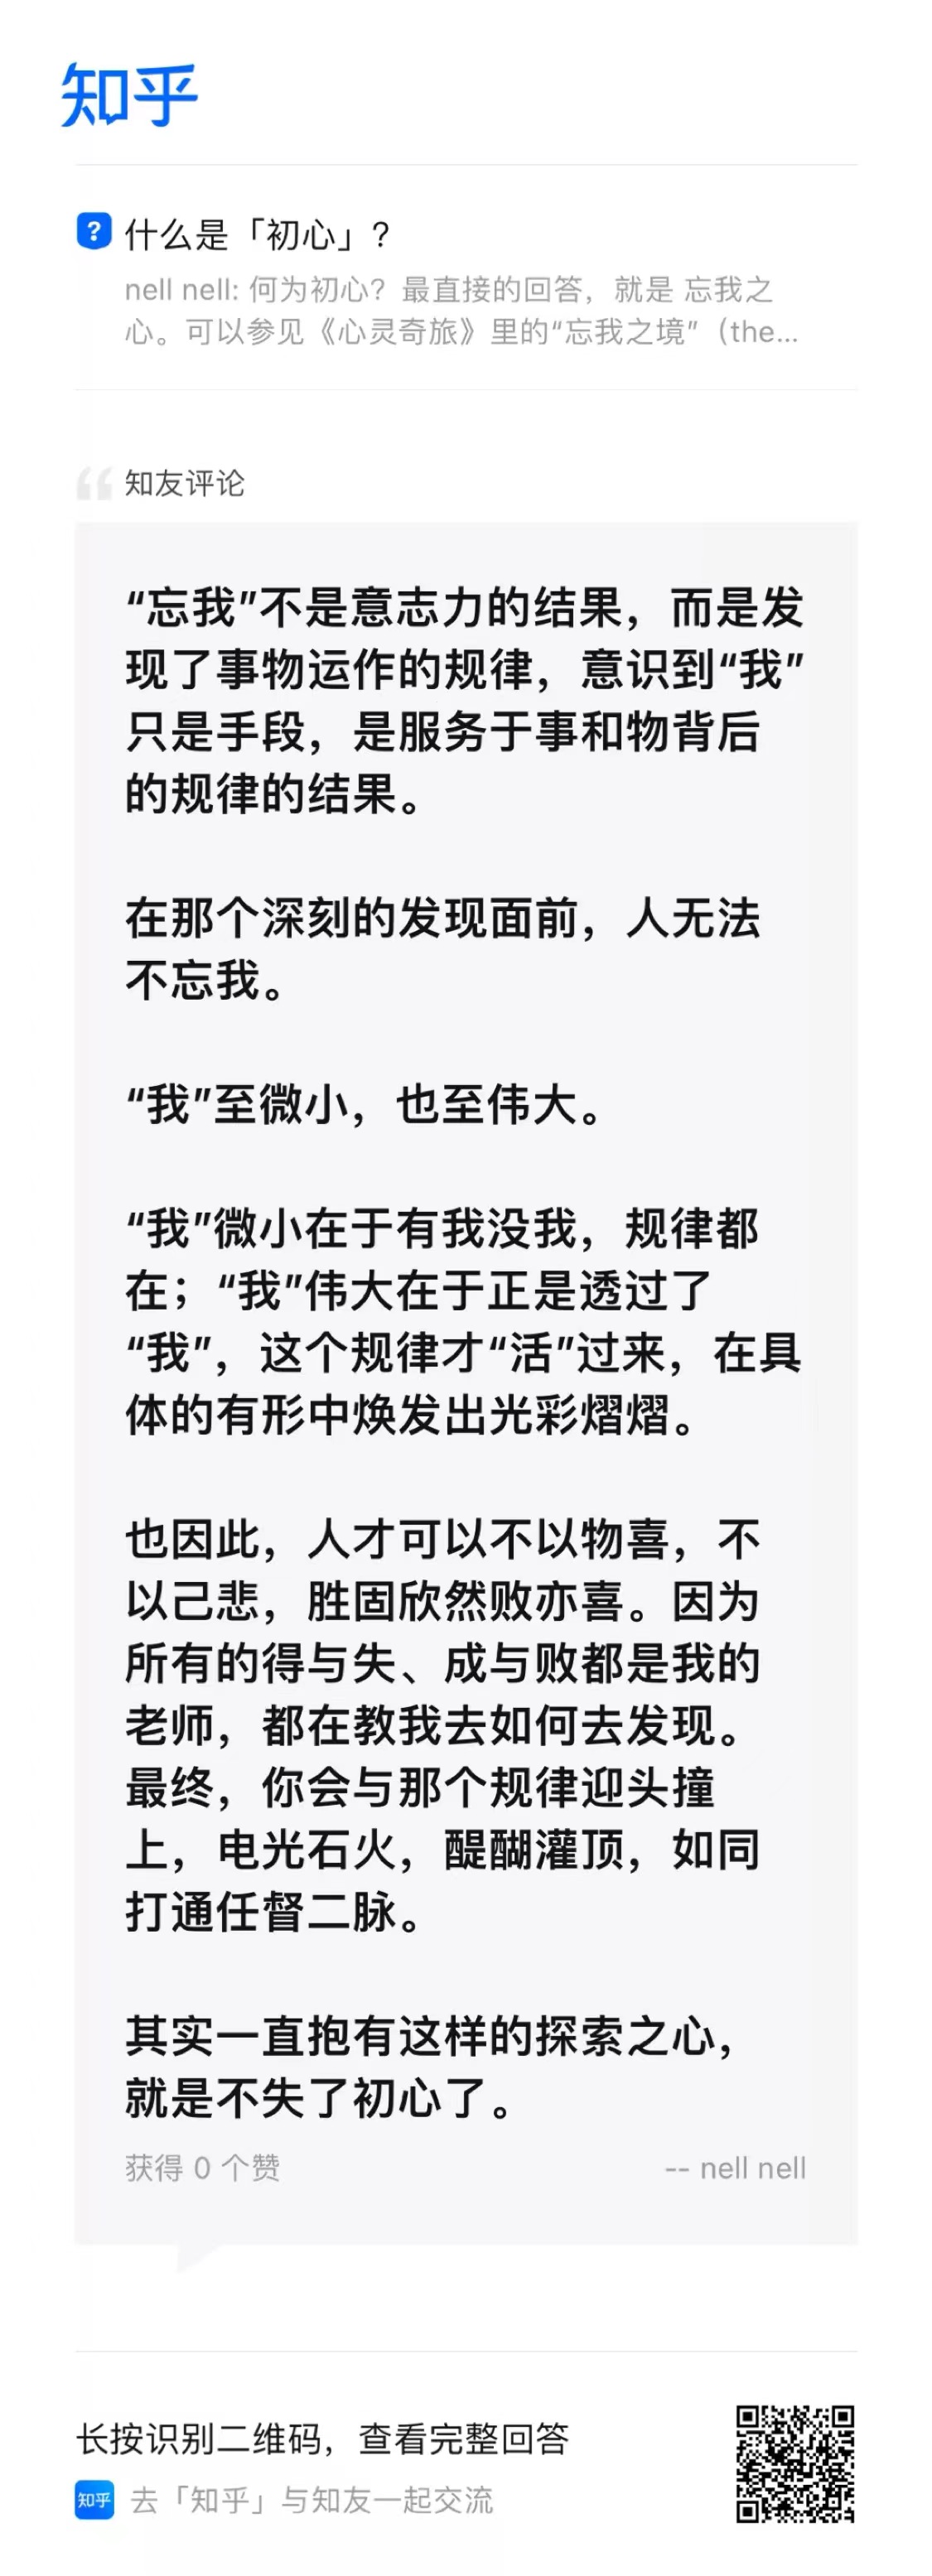 知乎
什么是「初心」?
nell nell: 何为初心？最直接的回答，就是 忘我之
心。可以参见《心灵奇旅》里的“忘我之境”（the...
知友评论
“忘我”不是意志力的结果，而是发
现了事物运作的规律，意识到“我”
只是手段，是服务于事和物背后
的规律的结果。
在那个深刻的发现面前，人无法
不忘我。
“我”至微小，也至伟大。
“我”微小在于有我没我，规律都
在；“我”伟大在于正是透过了
“我”，这个规律才“活”过来，在具
体的有形中焕发出光彩熠熠。
也因此，人才可以不以物喜，不
以己悲，胜固欣然败亦喜。因为
所有的得与失、成与败都是我的
老师，都在教我去如何去发现。
最终，你会与那个规律迎头撞
上，电光石火，醍醐灌顶，如同
打通任督二脉。
其实一直抱有这样的探索之心，
就是不失了初心了。
获得 0 个赞
-- nell nell
长按识别二维码，查看完整回答
知乎 去「知乎」与知友一起交流